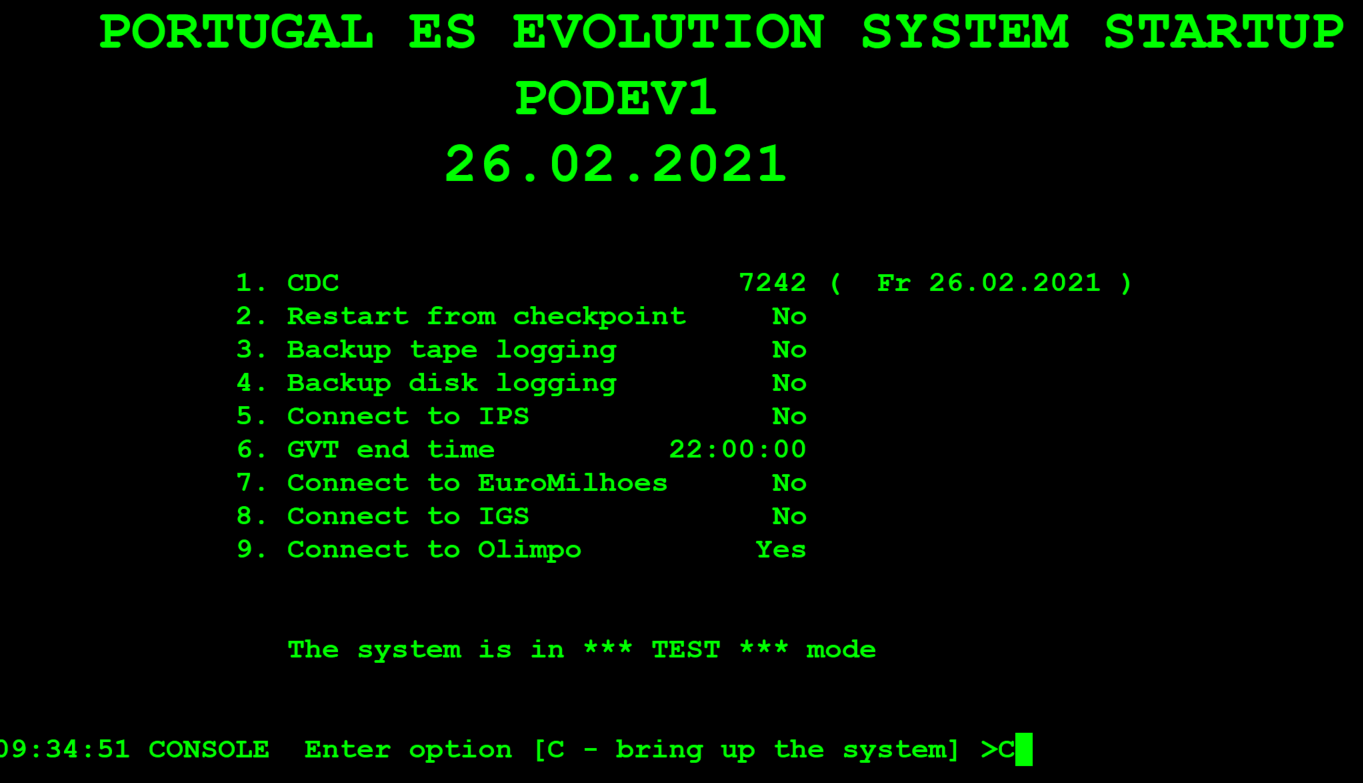 PORTUGAL ES EVOLUTION SYSTEM STARTUP
PODEV1
26.02.2021
1. CDC 7242 ( Fr 26.02.2021 )
2. Restart from checkpoint No
3. Backup tape logging No
4. Backup disk logging No
5. Connect to IPS No
6. GVT end time 22:00:00
7. Connect to EuroMilhoes No
8. Connect to IGS No
9. Connect to Olimpo Yes
The system is in *** TEST *** mode
09:34:51 CONSOLE Enter option [C - bring up the system] >C